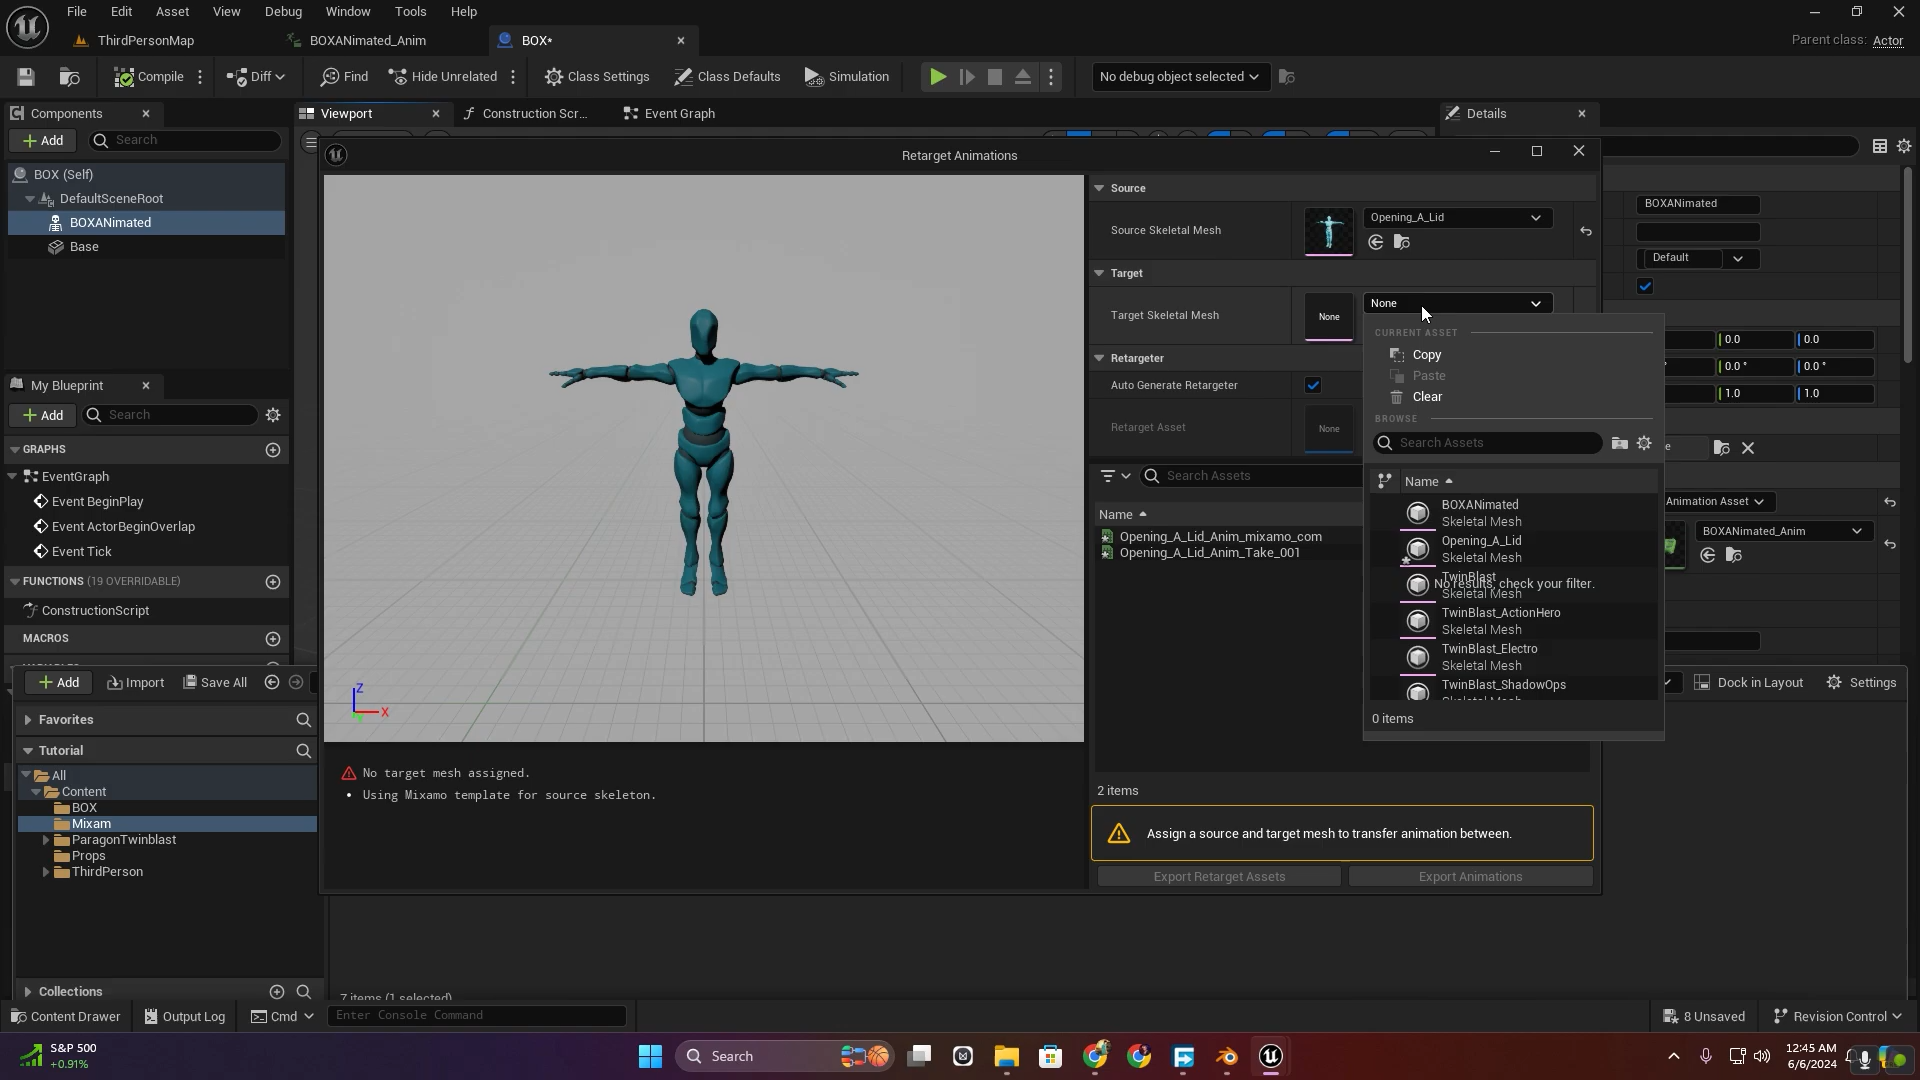 File Edit Asset View Debug Window Tools Help
ThirdPersonMap BOXANimated_Anim BOX*
Parent class: Actor
Compile Diff Find Hide Unrelated Class Settings Class Defaults Simulation No debug object selected
Components Viewport Construction Scr... Event Graph Details
Add Search
BOX (Self)
DefaultSceneRoot
BOXANimated
Base
Retarget Animations
Source
Source Skeletal Mesh Opening_A_Lid
Target
Target Skeletal Mesh None None
Retargeter
Auto Generate Retargeter
Retarget Asset None
CURRENT ASSET
Copy
Paste
Clear
BROWSE
Search Assets
Name
BOXANimated
Skeletal Mesh
Opening_A_Lid
Skeletal Mesh
TwinBlast
No results, check your filter.
Skeletal Mesh
TwinBlast_ActionHero
Skeletal Mesh
TwinBlast_Electro
Skeletal Mesh
TwinBlast_ShadowOps
0 items
Search Assets
Name
Opening_A_Lid_Anim_mixamo_com
Opening_A_Lid_Anim_Take_001
2 items
Assign a source and target mesh to transfer animation between.
Export Retarget Assets Export Animations
Z
X
No target mesh assigned.
• Using Mixamo template for source skeleton.
BOXANimated
Default
0.0 0.0
0.0 ° 0.0 °
1.0 1.0
Animation Asset
BOXANimated_Anim
My Blueprint
Add Search
GRAPHS
EventGraph
Event BeginPlay
Event ActorBeginOverlap
Event Tick
FUNCTIONS (19 OVERRIDABLE)
ConstructionScript
MACROS
Add Import Save All Dock in Layout Settings
Favorites
Tutorial
All
Content
BOX
Mixam
ParagonTwinblast
Props
ThirdPerson
Collections
7 items (1 selected)
Content Drawer Output Log Cmd Enter Console Command 8 Unsaved Revision Control
S&P 500
+0.91%
Search
12:45 AM
6/6/2024